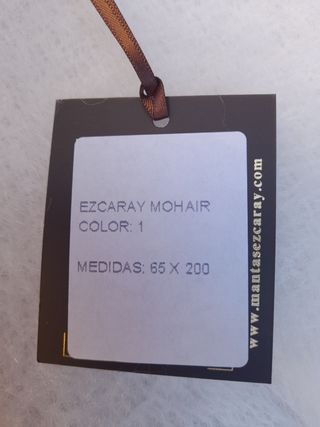 EZCARAY MOHAIR
COLOR: 1
MEDIDAS: 65 X 200
www.mantasezcaray.com